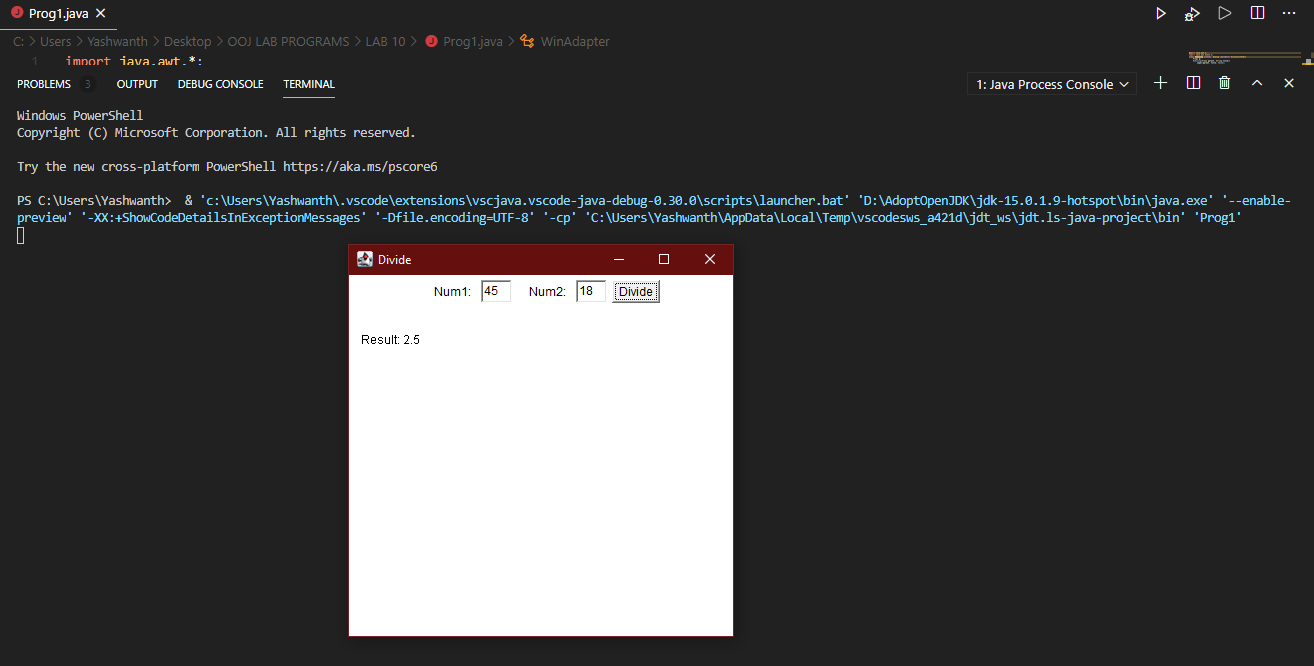 Prog1.java
C: > Users > Yashwanth > Desktop > OOJ LAB PROGRAMS > LAB 10 > Prog1.java > WinAdapter
1 import java.awt.*;
PROBLEMS 3 OUTPUT DEBUG CONSOLE TERMINAL 1: Java Process Console
Windows PowerShell
Copyright (C) Microsoft Corporation. All rights reserved.
Try the new cross-platform PowerShell https://aka.ms/pscore6
PS C:\Users\Yashwanth>  & 'c:\Users\Yashwanth\.vscode\extensions\vscjava.vscode-java-debug-0.30.0\scripts\launcher.bat' 'D:\AdoptOpenJDK\jdk-15.0.1.9-hotspot\bin\java.exe' '--enable-
preview' '-XX:+ShowCodeDetailsInExceptionMessages' '-Dfile.encoding=UTF-8' '-cp' 'C:\Users\Yashwanth\AppData\Local\Temp\vscodesws_a421d\jdt_ws\jdt.ls-java-project\bin' 'Prog1'
Divide
Num1: 45 Num2: 18 Divide
Result: 2.5